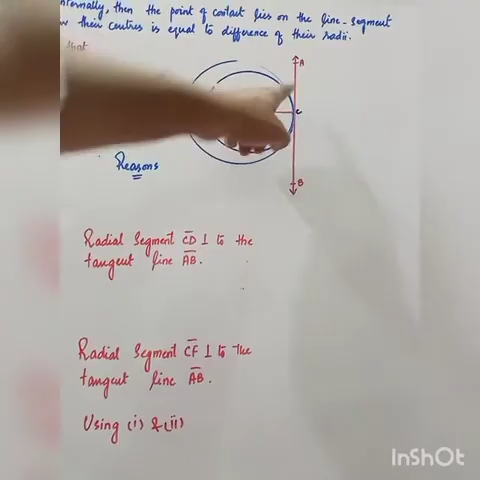 then the point of contact lies on the line-segment
their centres is equal to difference of their radii.
that
A
C
B
Reasons
Radial Segment CD ⊥ to the
tangent line AB.
Radial Segment CF ⊥ to the
tangent line AB.
Using (i) & (ii)
InShOt